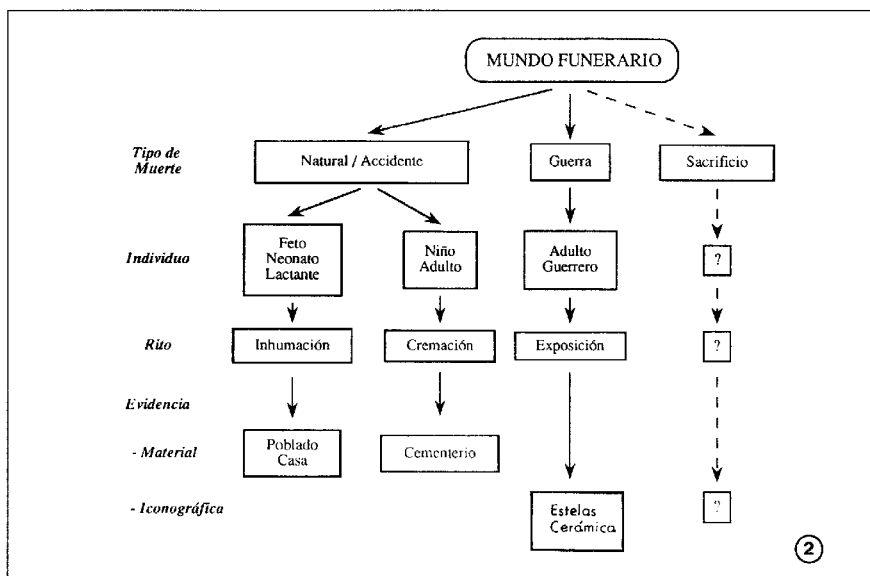 MUNDO FUNERARIO
Tipo de
Muerte
Natural / Accidente
Guerra
Sacrificio
Individuo
Feto
Neonato
Lactante
Niño
Adulto
Adulto
Guerrero
?
Rito
Inhumación
Cremación
Exposición
?
Evidencia
- Material
Poblado
Casa
Cementerio
- Iconográfica
Estelas
Cerámica
?
2